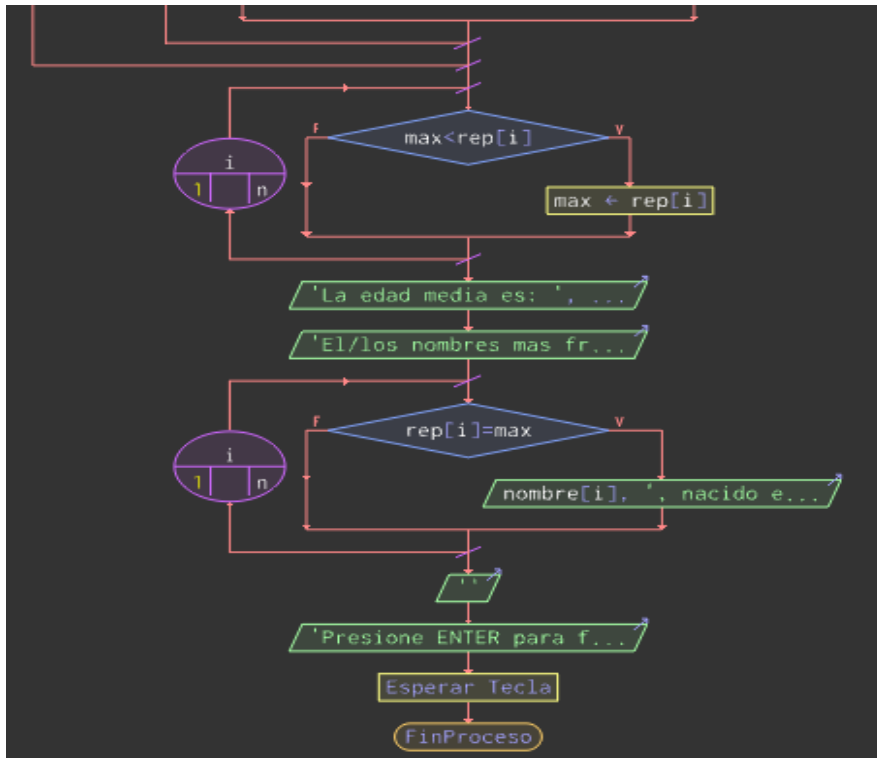 F
max<rep[i]
V
i
1
n
max ← rep[i]
'La edad media es: ', ...
'El/los nombres mas fr...
F
rep[i]=max
V
i
1
n
nombre[i], ', nacido e...
''
'Presione ENTER para f...
Esperar Tecla
FinProceso